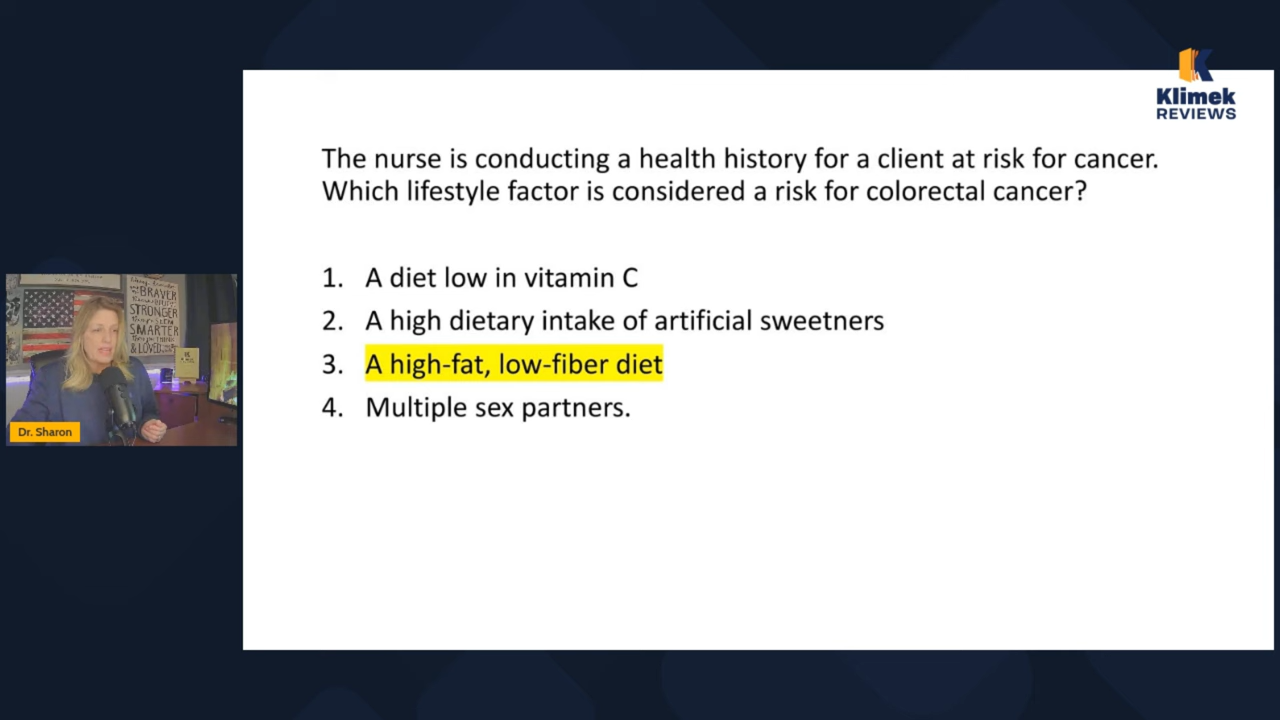 Klimek
REVIEWS
The nurse is conducting a health history for a client at risk for cancer.
Which lifestyle factor is considered a risk for colorectal cancer?
1. A diet low in vitamin C
2. A high dietary intake of artificial sweetners
3. A high-fat, low-fiber diet
4. Multiple sex partners.
BRAVER
STRONGER
SMARTER
& LOVED
Dr. Sharon